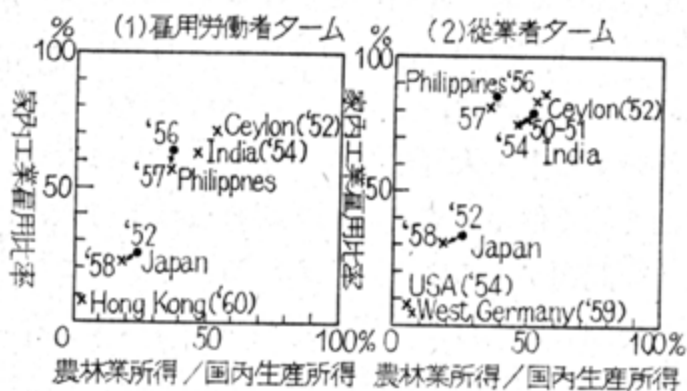 (1)雇用労働者ターム
%
100
家内工業雇用比率
'56
×Ceylon('52)
×India('54)
'57
Philippnes
50
'52
'58
Japan
Hong Kong('60)
0
50
100%
農林業所得/国内生産所得
(2)從業者ターム
%
100
家内工業雇用比率
Philippines'56
57
Ceylon('52)
'50-51
'54
India
50
'52
'58
Japan
USA('54)
West Germany('59)
0
50
100%
農林業所得/国内生産所得